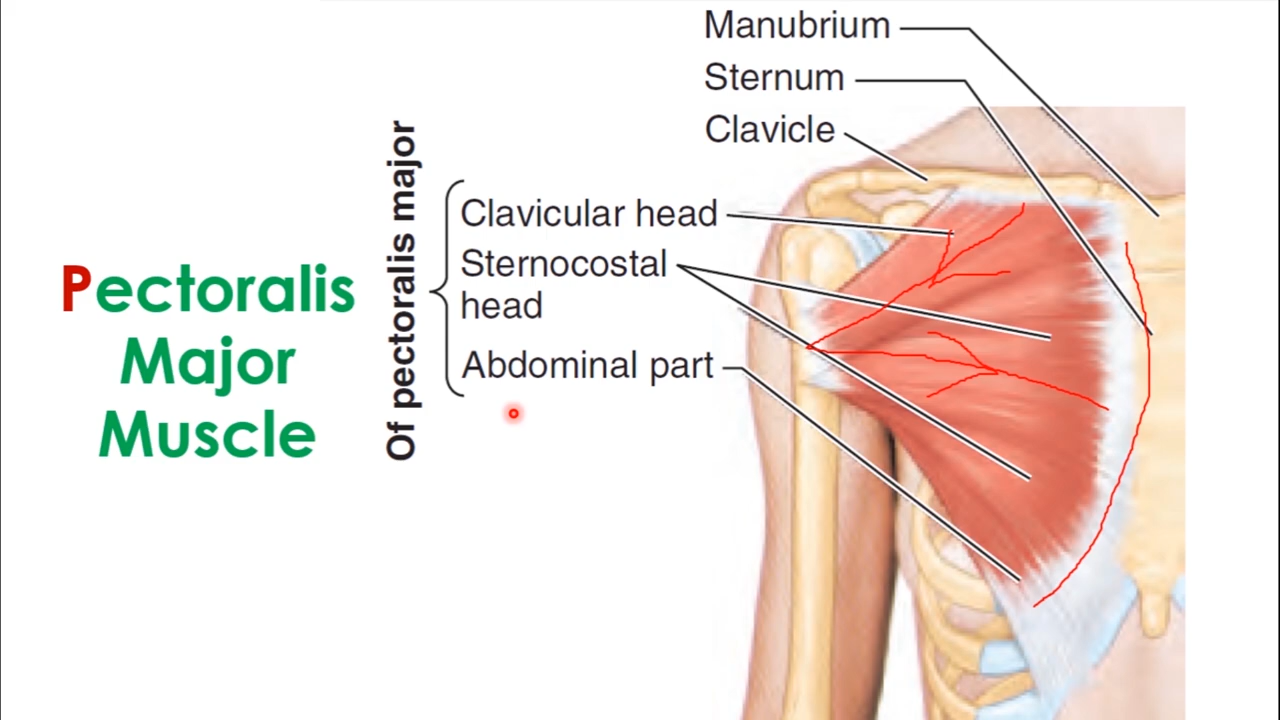 Manubrium
Sternum
Clavicle
Of pectoralis major
Clavicular head
Sternocostal
head
Abdominal part
Pectoralis
Major
Muscle